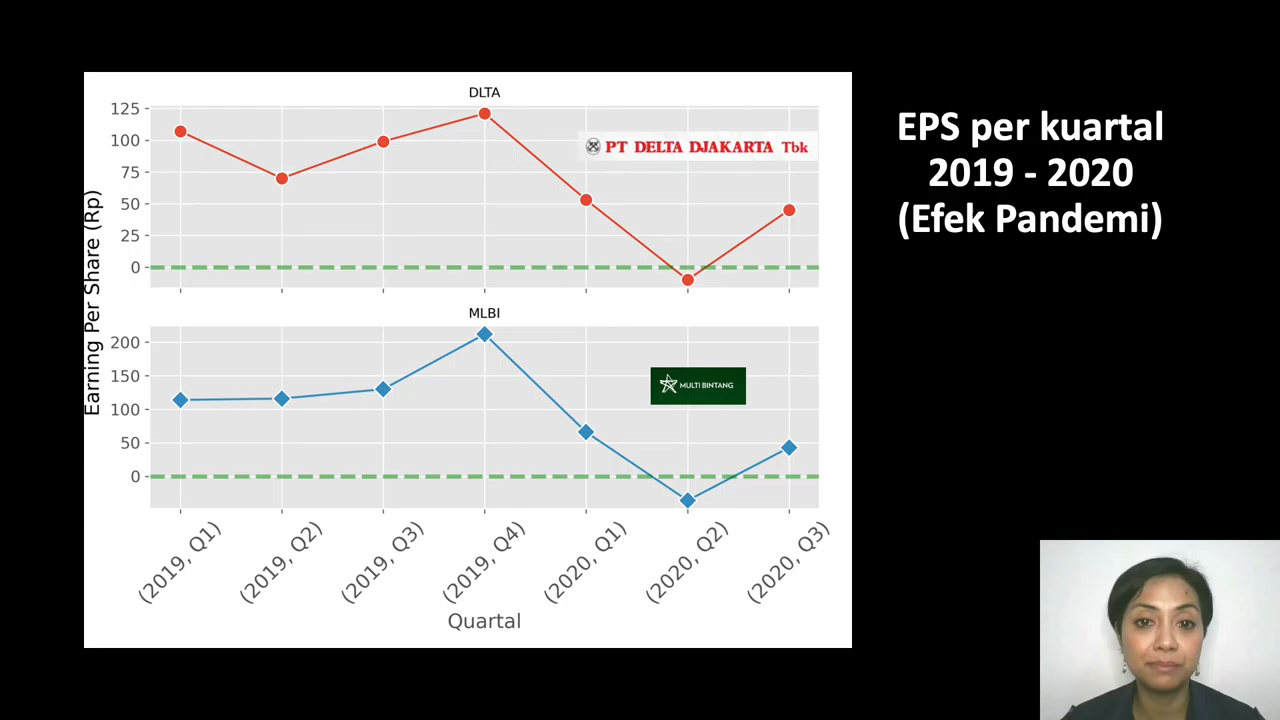 EPS per kuartal
2019 - 2020
(Efek Pandemi)
DLTA
125
100
75
50
25
0
PT DELTA DJAKARTA Tbk
Earning Per Share (Rp)
MLBI
200
150
100
50
0
MULTI BINTANG
(2019, Q1)
(2019, Q2)
(2019, Q3)
(2019, Q4)
(2020, Q1)
(2020, Q2)
(2020, Q3)
Quartal